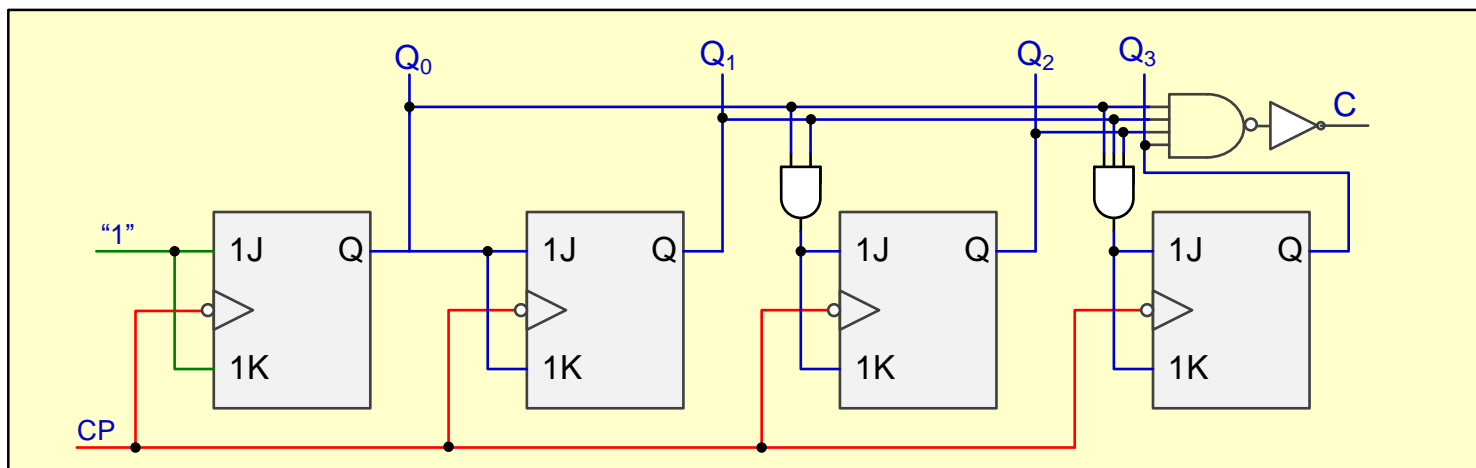 Q₀ Q₁ Q₂ Q₃
C
“1” 1J Q 1J Q 1J Q 1J Q
1K 1K 1K 1K
CP